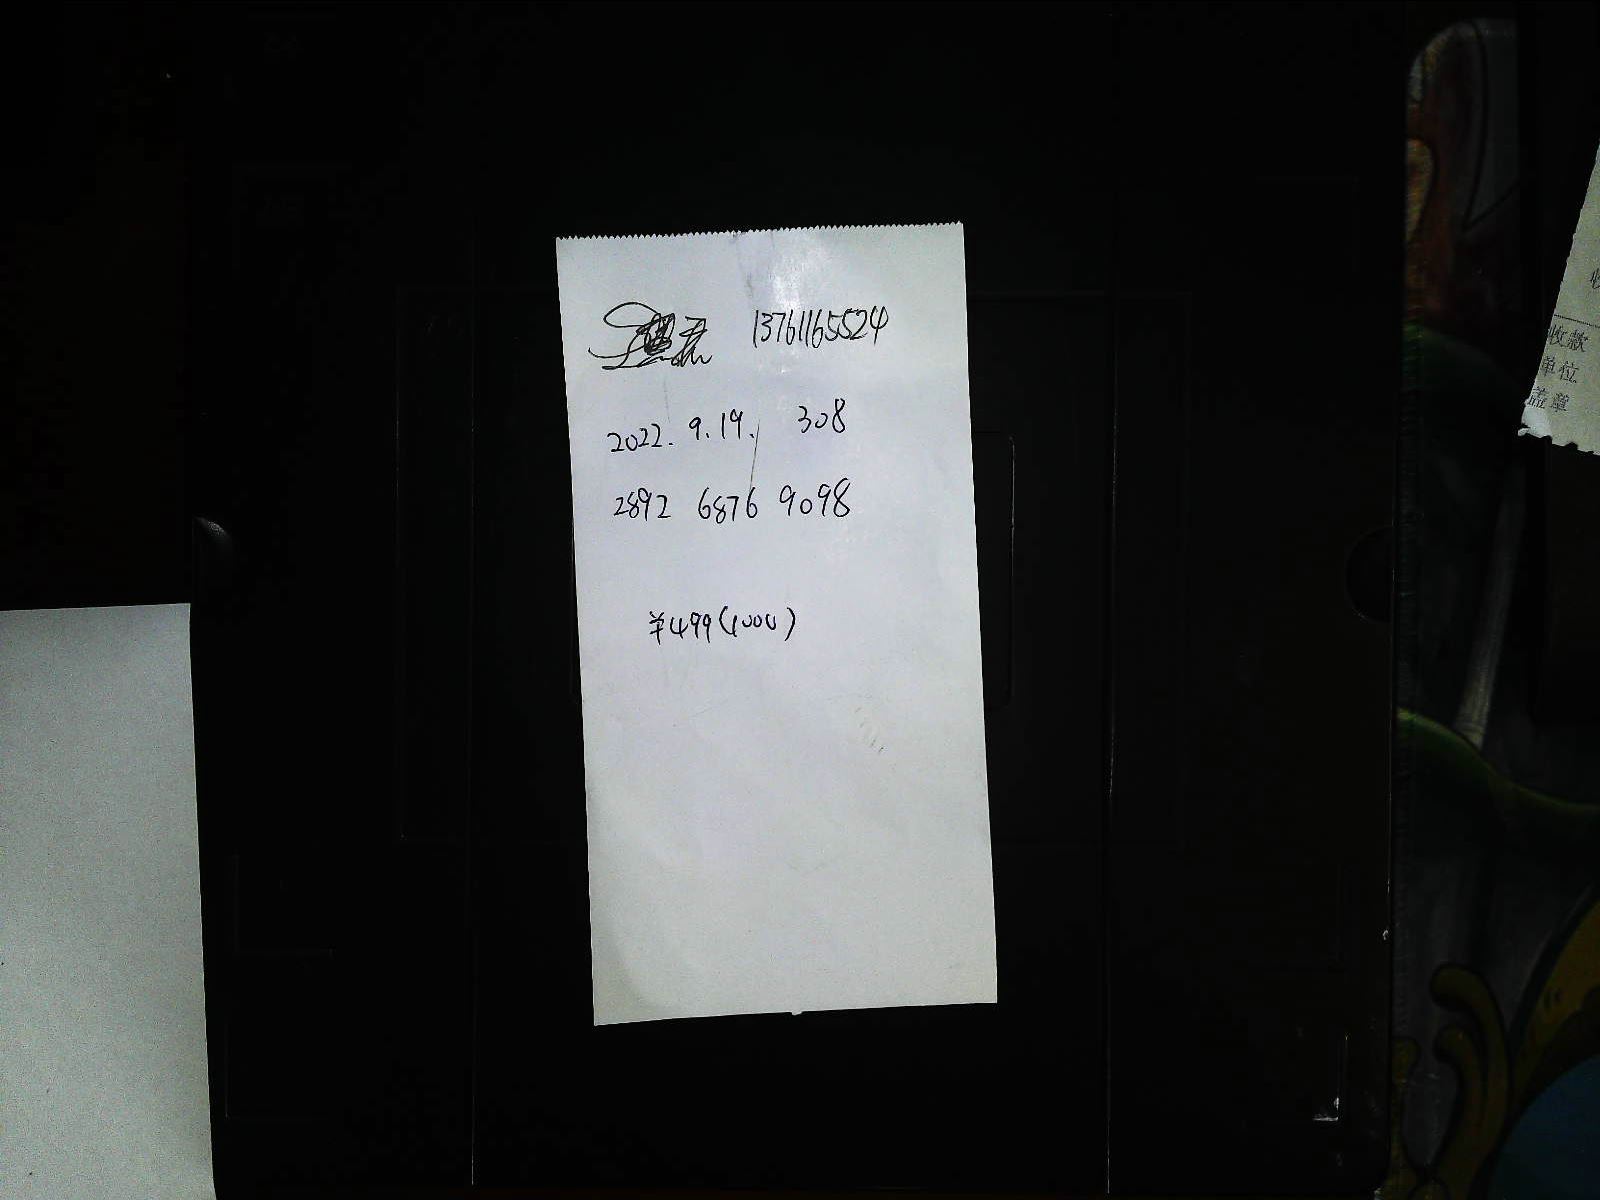 13761165524
2022.9.19. 308
2892 6876 9098
¥499(1000)
收款
单位
盖章